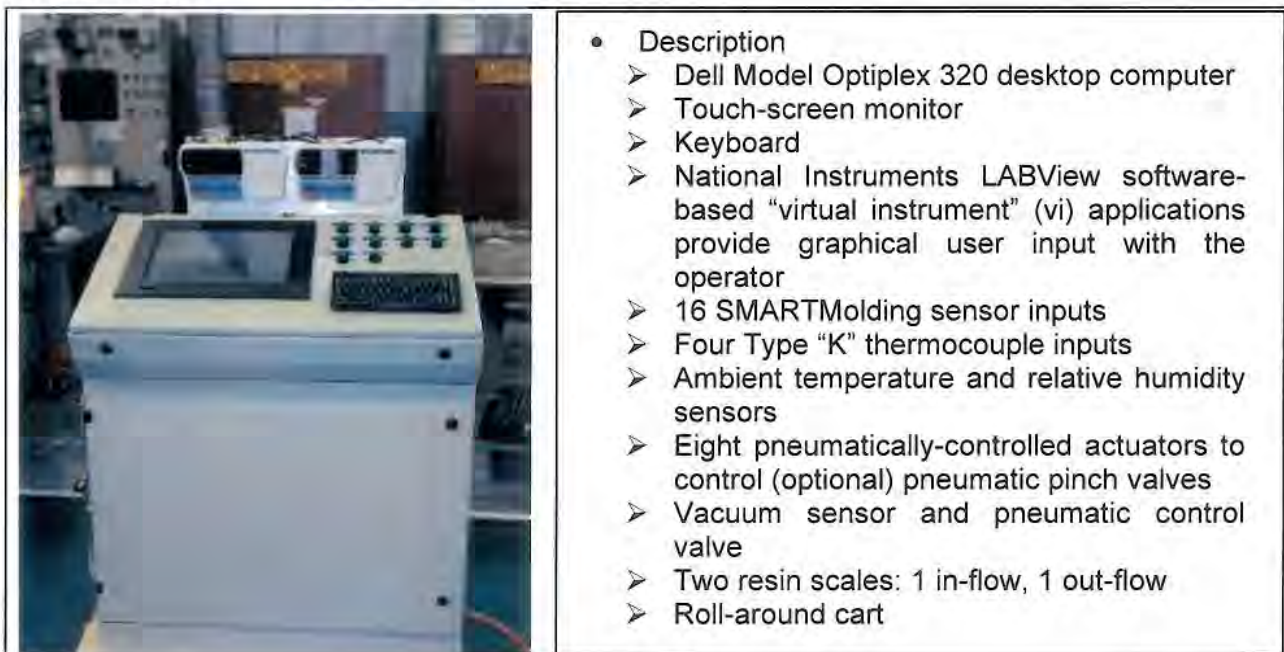 • Description
➢ Dell Model Optiplex 320 desktop computer
➢ Touch-screen monitor
➢ Keyboard
➢ National Instruments LABView software-
based “virtual instrument” (vi) applications
provide graphical user input with the
operator
➢ 16 SMARTMolding sensor inputs
➢ Four Type “K” thermocouple inputs
➢ Ambient temperature and relative humidity
sensors
➢ Eight pneumatically-controlled actuators to
control (optional) pneumatic pinch valves
➢ Vacuum sensor and pneumatic control
valve
➢ Two resin scales: 1 in-flow, 1 out-flow
➢ Roll-around cart